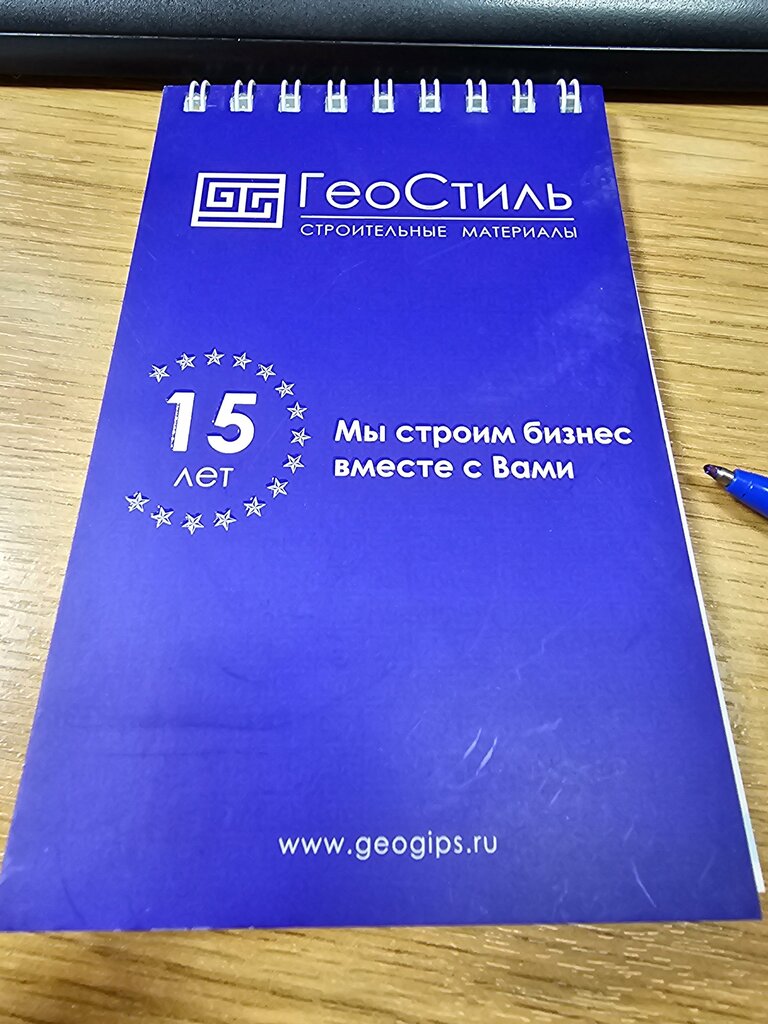 ГеоСтиль
СТРОИТЕЛЬНЫЕ МАТЕРИАЛЫ
15
лет
Мы строим бизнес
вместе с Вами
www.geogips.ru